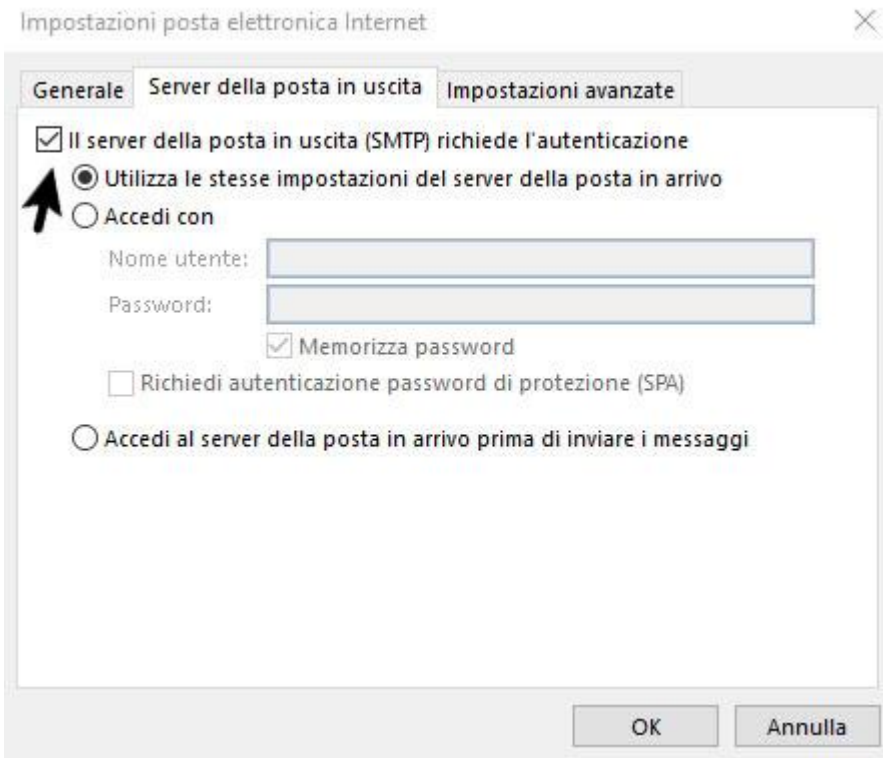 Impostazioni posta elettronica Internet
Generale Server della posta in uscita Impostazioni avanzate
Il server della posta in uscita (SMTP) richiede l'autenticazione
Utilizza le stesse impostazioni del server della posta in arrivo
Accedi con
Nome utente:
Password:
Memorizza password
Richiedi autenticazione password di protezione (SPA)
Accedi al server della posta in arrivo prima di inviare i messaggi
OK Annulla